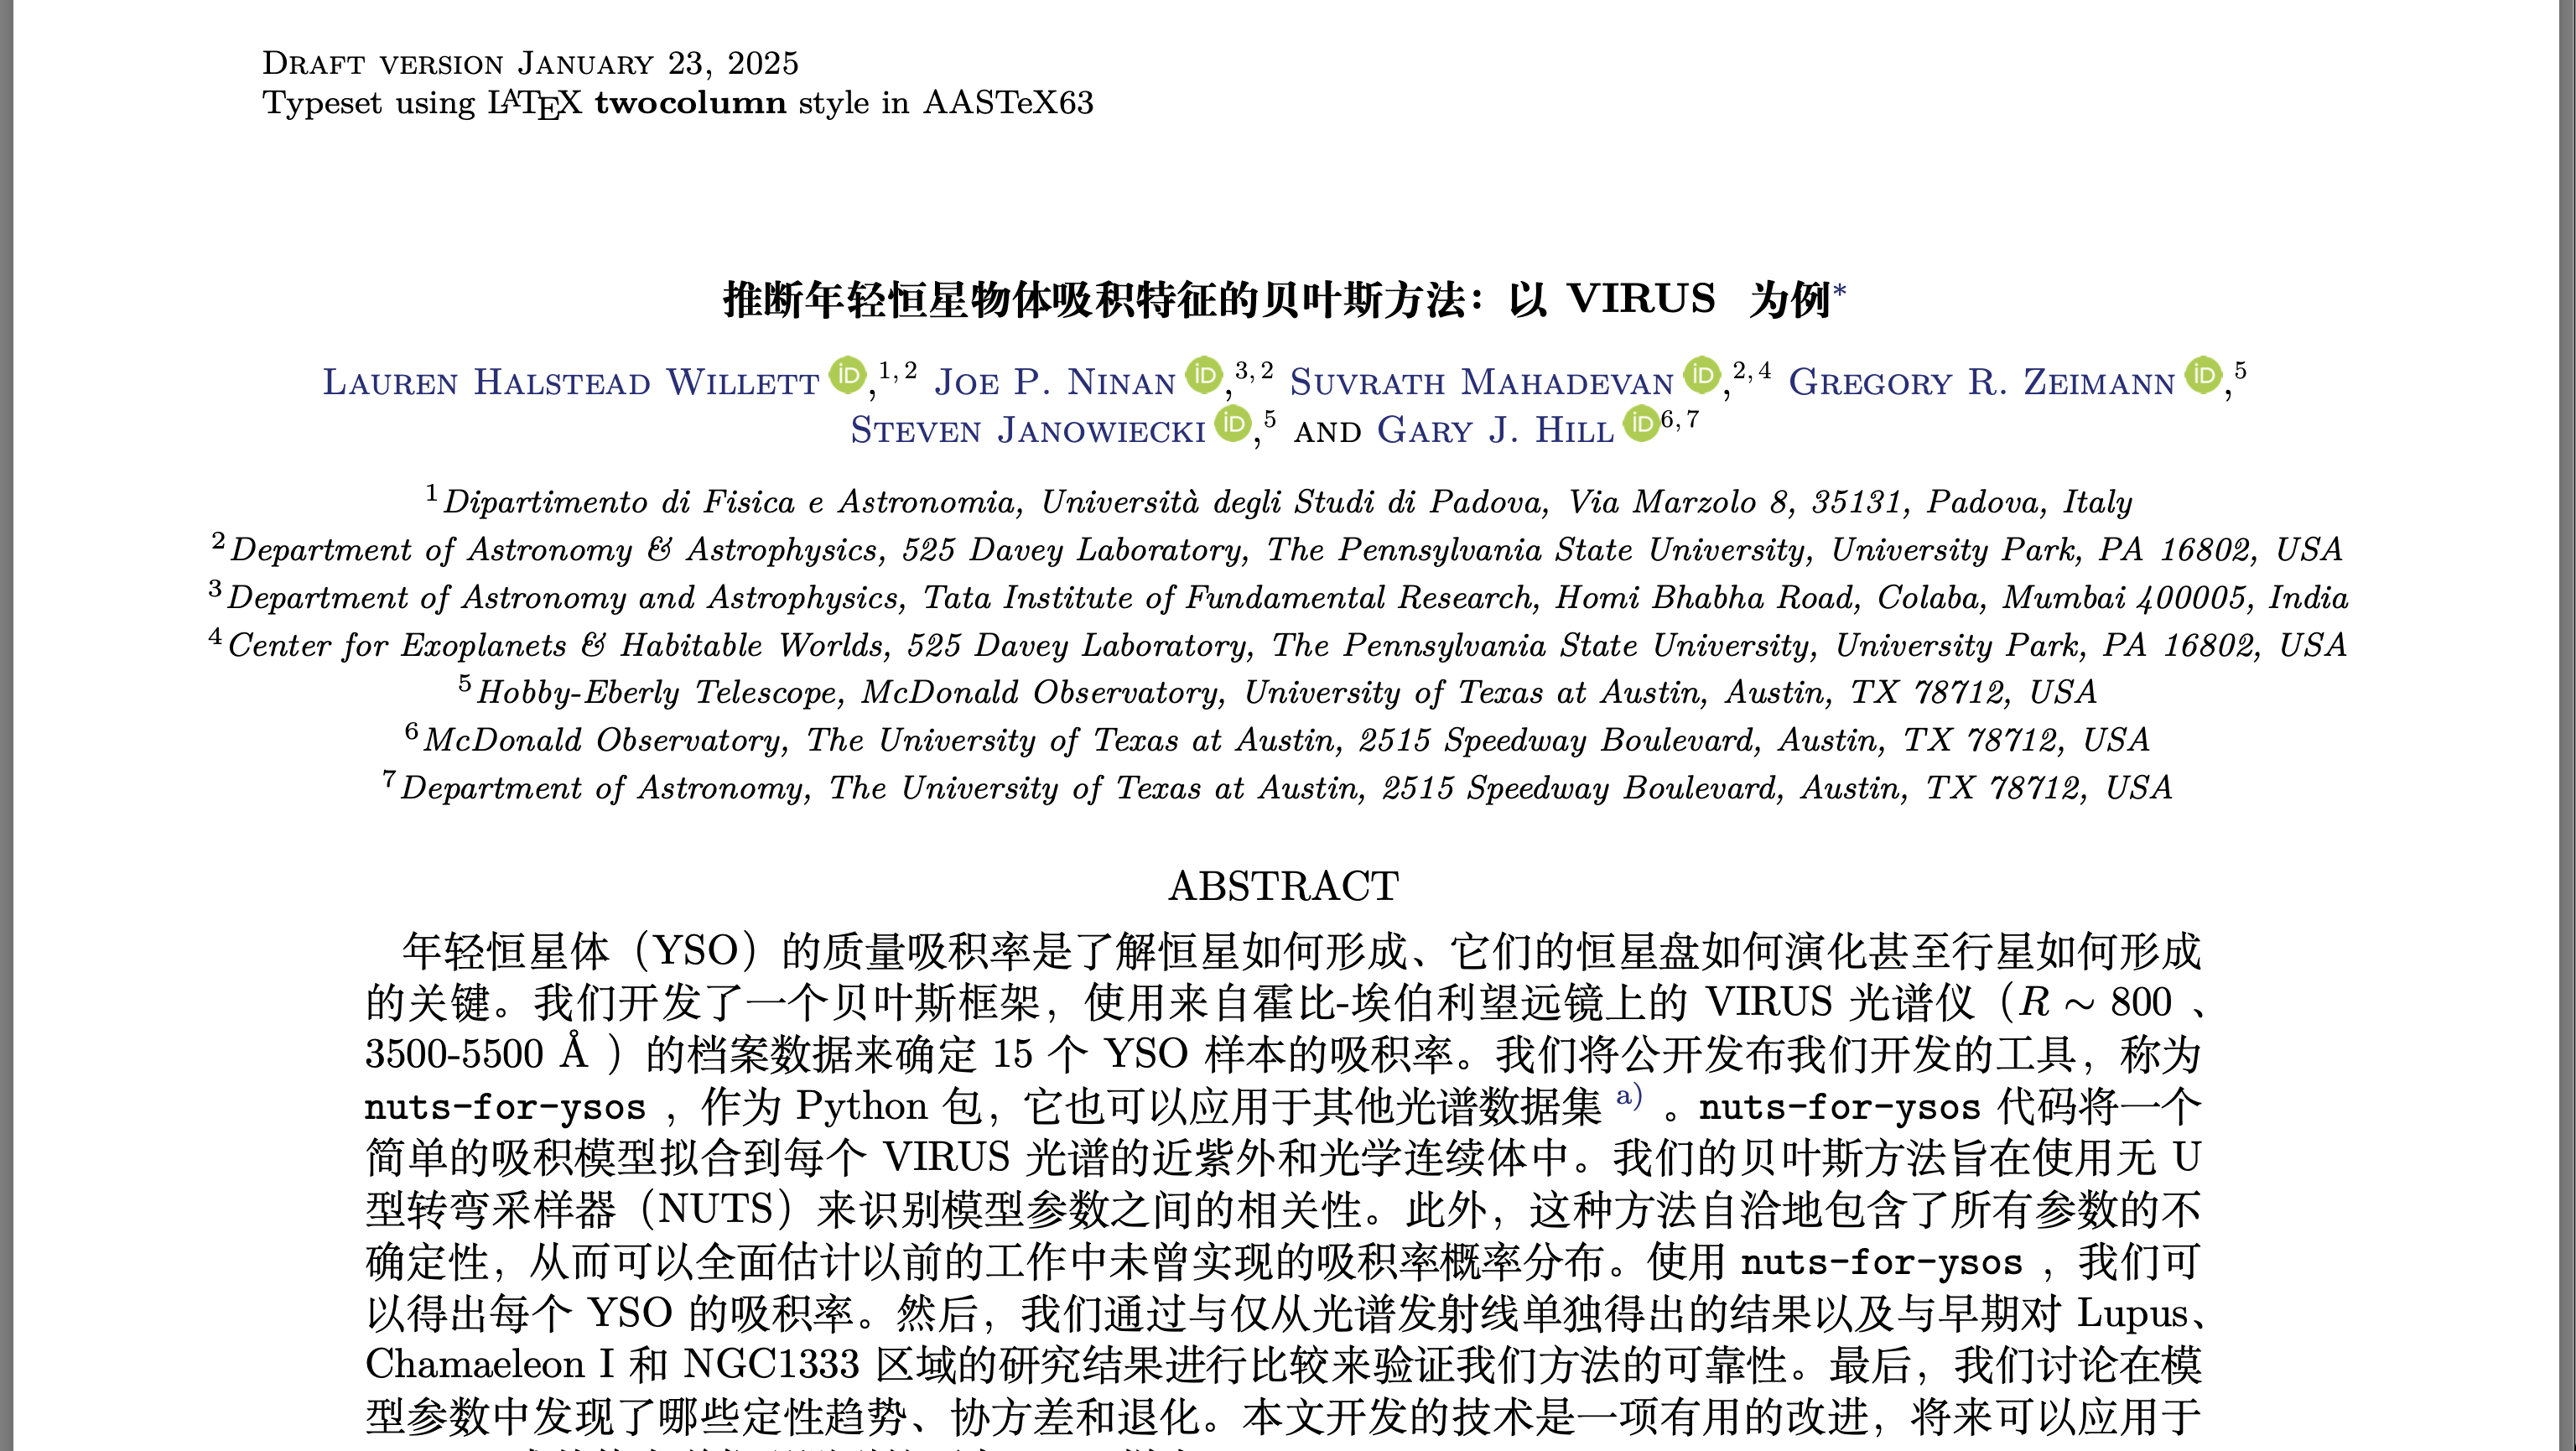 DRAFT VERSION JANUARY 23, 2025
Typeset using LATEX twocolumn style in AASTeX63
推断年轻恒星物体吸积特征的贝叶斯方法：以 VIRUS 为例*
LAUREN HALSTEAD WILLETT iD,1,2 JOE P. NINAN iD,3,2 SUVRATH MAHADEVAN iD,2,4 GREGORY R. ZEIMANN iD,5
STEVEN JANOWIECKI iD,5 AND GARY J. HILL iD6,7
1 Dipartimento di Fisica e Astronomia, Università degli Studi di Padova, Via Marzolo 8, 35131, Padova, Italy
2 Department of Astronomy & Astrophysics, 525 Davey Laboratory, The Pennsylvania State University, University Park, PA 16802, USA
3 Department of Astronomy and Astrophysics, Tata Institute of Fundamental Research, Homi Bhabha Road, Colaba, Mumbai 400005, India
4 Center for Exoplanets & Habitable Worlds, 525 Davey Laboratory, The Pennsylvania State University, University Park, PA 16802, USA
5 Hobby-Eberly Telescope, McDonald Observatory, University of Texas at Austin, Austin, TX 78712, USA
6 McDonald Observatory, The University of Texas at Austin, 2515 Speedway Boulevard, Austin, TX 78712, USA
7 Department of Astronomy, The University of Texas at Austin, 2515 Speedway Boulevard, Austin, TX 78712, USA
ABSTRACT
年轻恒星体（YSO）的质量吸积率是了解恒星如何形成、它们的恒星盘如何演化甚至行星如何形成
的关键。我们开发了一个贝叶斯框架，使用来自霍比-埃伯利望远镜上的 VIRUS 光谱仪（R ∼ 800 、
3500-5500 Å ）的档案数据来确定 15 个 YSO 样本的吸积率。我们将公开发布我们开发的工具，称为
nuts-for-ysos ，作为 Python 包，它也可以应用于其他光谱数据集 a) 。nuts-for-ysos 代码将一个
简单的吸积模型拟合到每个 VIRUS 光谱的近紫外和光学连续体中。我们的贝叶斯方法旨在使用无 U
型转弯采样器（NUTS）来识别模型参数之间的相关性。此外，这种方法自洽地包含了所有参数的不
确定性，从而可以全面估计以前的工作中未曾实现的吸积率概率分布。使用 nuts-for-ysos ，我们可
以得出每个 YSO 的吸积率。然后，我们通过与仅从光谱发射线单独得出的结果以及与早期对 Lupus、
Chamaeleon I 和 NGC1333 区域的研究结果进行比较来验证我们方法的可靠性。最后，我们讨论在模
型参数中发现了哪些定性趋势、协方差和退化。本文开发的技术是一项有用的改进，将来可以应用于